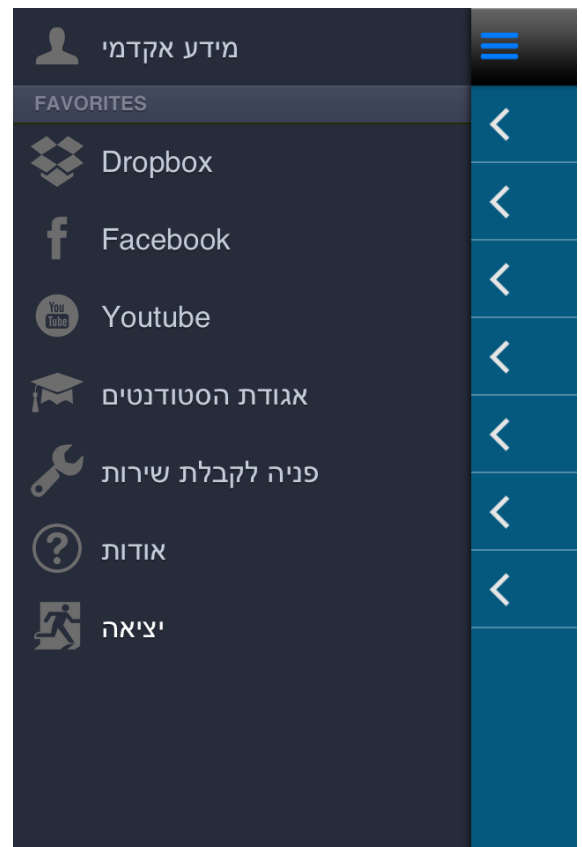 מידע אקדמי
FAVORITES
Dropbox
Facebook
You
Tube
Youtube
אגודת הסטודנטים
פניה לקבלת שירות
אודות
יציאה